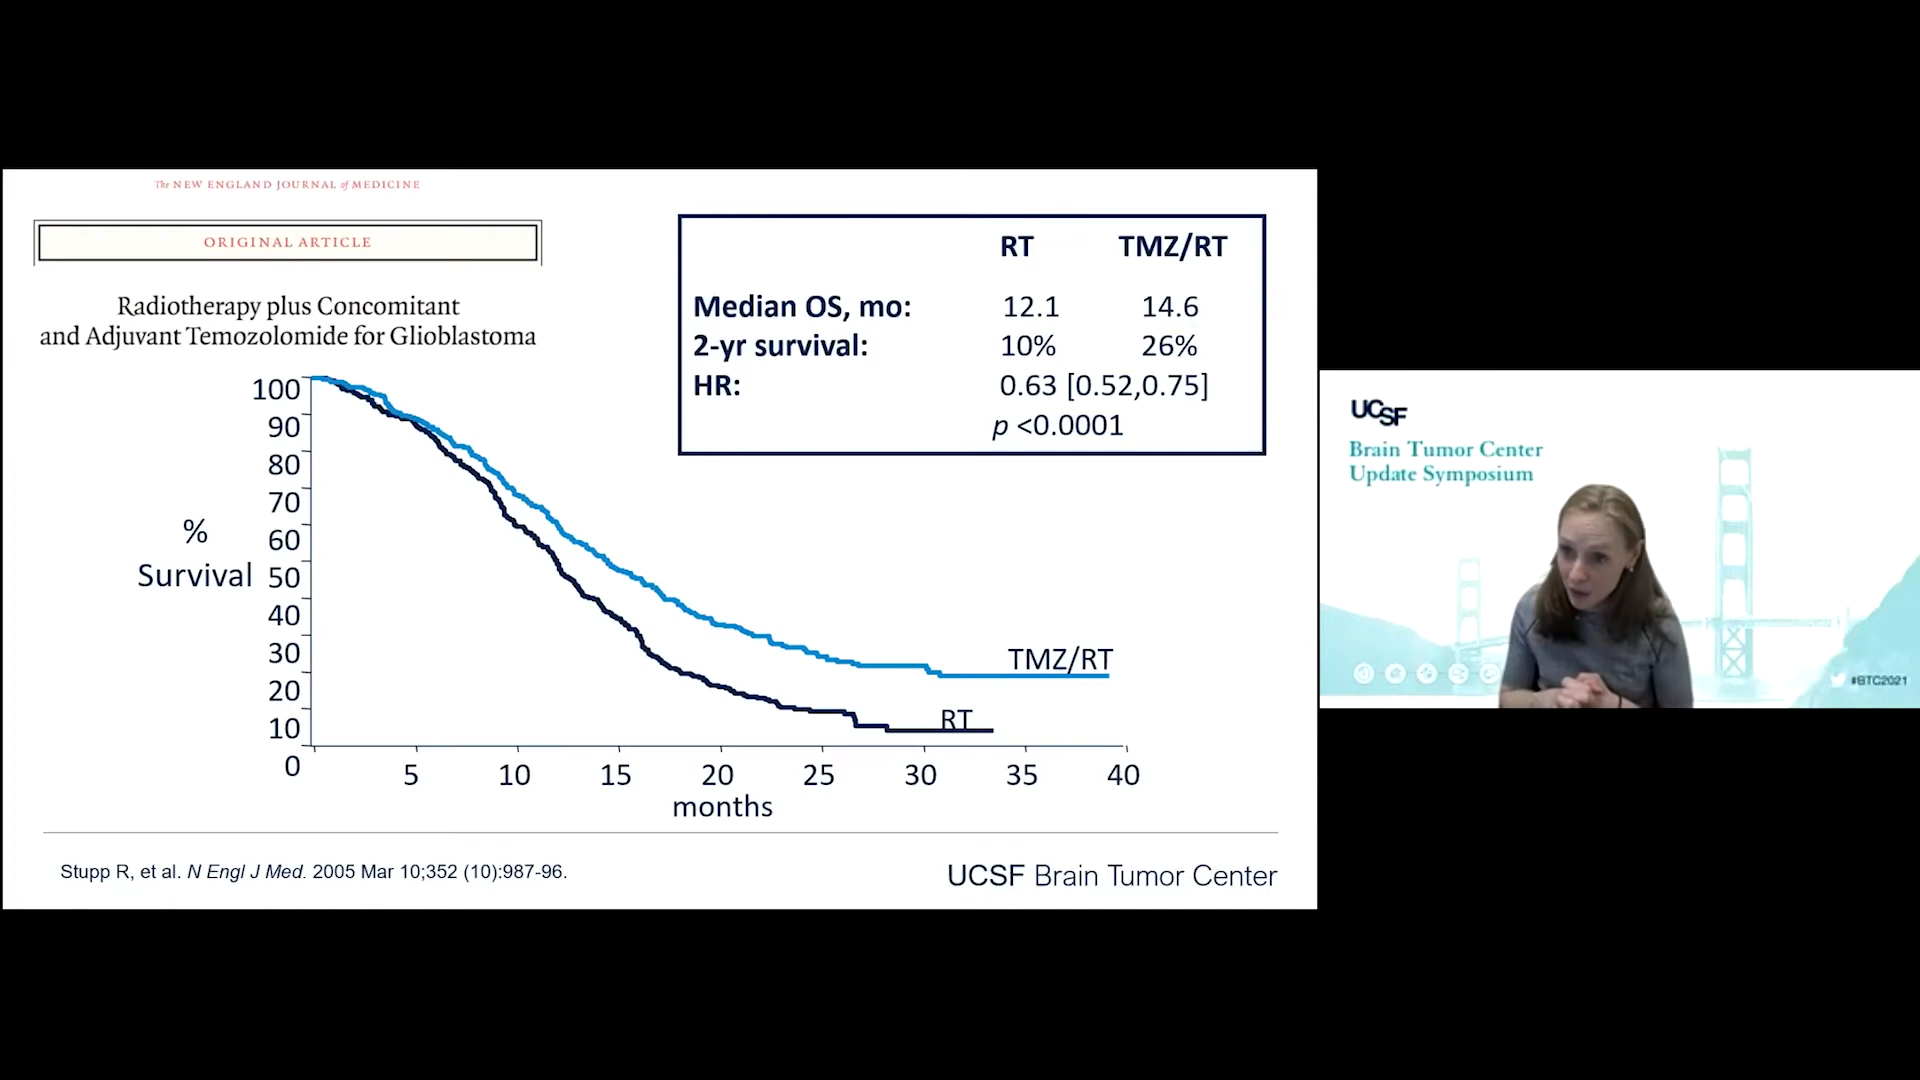 The NEW ENGLAND JOURNAL of MEDICINE
ORIGINAL ARTICLE
Radiotherapy plus Concomitant
and Adjuvant Temozolomide for Glioblastoma
RT TMZ/RT
Median OS, mo: 12.1 14.6
2-yr survival: 10% 26%
HR: 0.63 [0.52,0.75]
p <0.0001
%
Survival
100
90
80
70
60
50
40
30
20
10
0
TMZ/RT
RT
5 10 15 20 25 30 35 40
months
Stupp R, et al. N Engl J Med. 2005 Mar 10;352 (10):987-96.
UCSF Brain Tumor Center
UCSF
Brain Tumor Center
Update Symposium
#BTC2021